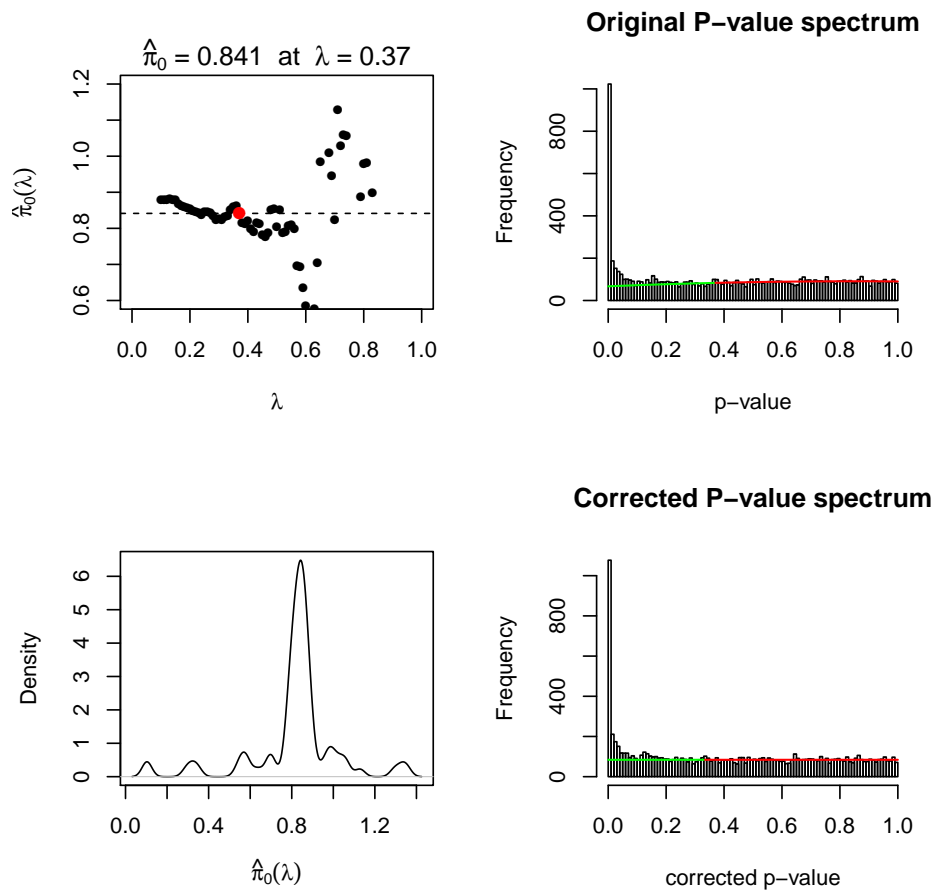 π̂₀ = 0.841 at λ = 0.37
1.2
1.0
0.8
0.6
π̂₀(λ)
0.0 0.2 0.4 0.6 0.8 1.0
λ
Original P−value spectrum
800
400
0
Frequency
0.0 0.2 0.4 0.6 0.8 1.0
p−value
6
5
4
3
2
1
0
Density
0.0 0.4 0.8 1.2
π̂₀(λ)
Corrected P−value spectrum
800
400
0
Frequency
0.0 0.2 0.4 0.6 0.8 1.0
corrected p−value